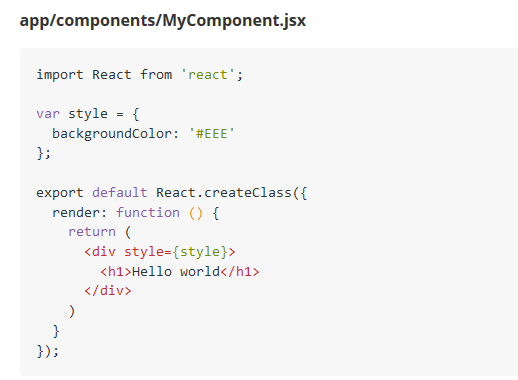 app/components/MyComponent.jsx
import React from 'react';
var style = {
  backgroundColor: '#EEE'
};
export default React.createClass({
  render: function () {
    return (
      <div style={style}>
        <h1>Hello world</h1>
      </div>
    )
  }
});